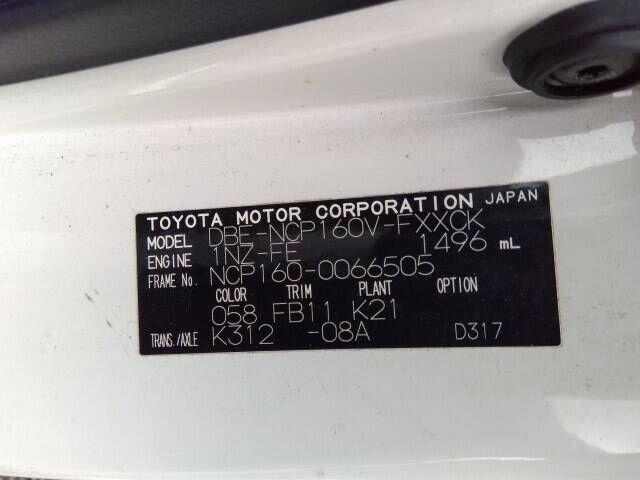 TOYOTA MOTOR CORPORATION JAPAN
MODEL DBE-NCP160V-FXXCK
ENGINE 1NZ-FE 1496 mL
FRAME No. NCP160-0066505
COLOR TRIM PLANT OPTION
058 FB11 K21
TRANS./AXLE K312 -08A D317